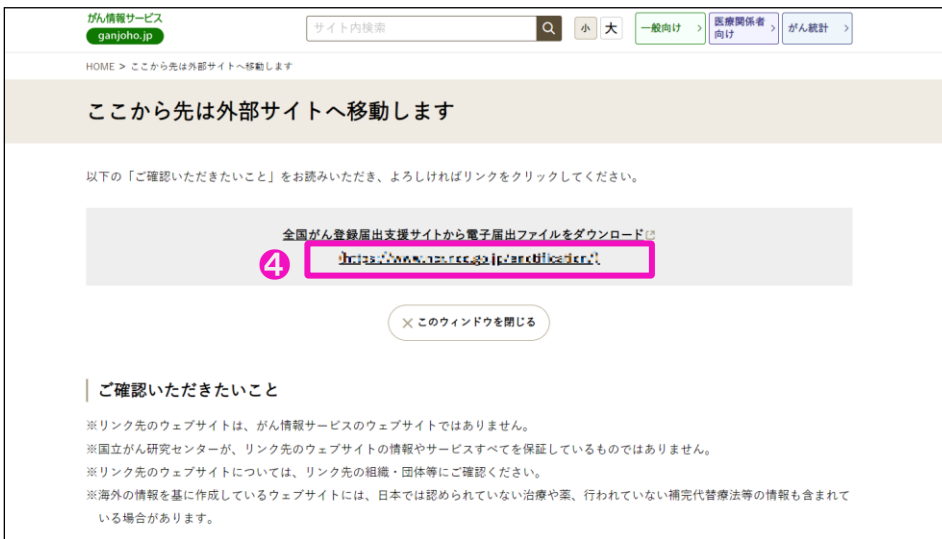 がん情報サービス
ganjoho.jp
サイト内検索
小 大
一般向け
医療関係者
向け
がん統計
HOME > ここから先は外部サイトへ移動します
ここから先は外部サイトへ移動します
以下の「ご確認いただきたいこと」をお読みいただき、よろしければリンクをクリックしてください。
全国がん登録届出支援サイトから電子届出ファイルをダウンロード
4
× このウィンドウを閉じる
ご確認いただきたいこと
※リンク先のウェブサイトは、がん情報サービスのウェブサイトではありません。
※国立がん研究センターが、リンク先のウェブサイトの情報やサービスすべてを保証しているものではありません。
※リンク先のウェブサイトについては、リンク先の組織・団体等にご確認ください。
※海外の情報を基に作成しているウェブサイトには、日本では認められていない治療や薬、行われていない補完代替療法等の情報も含まれて
いる場合があります。